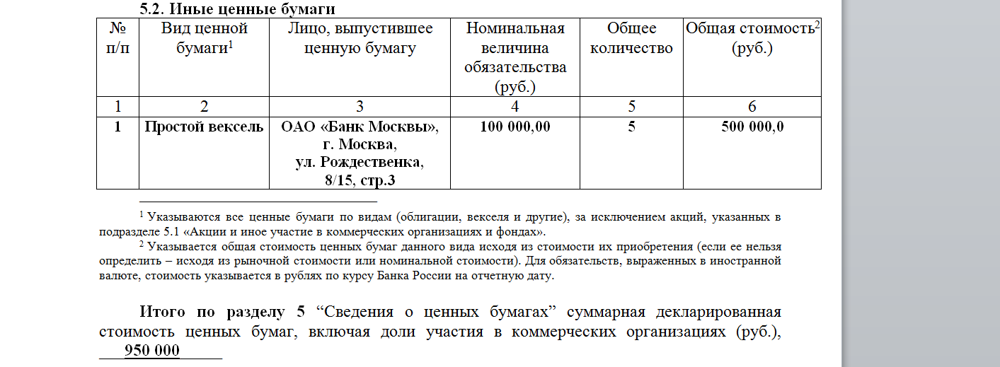 5.2. Иные ценные бумаги
№ п/п Вид ценной бумаги¹ Лицо, выпустившее ценную бумагу Номинальная величина обязательства (руб.) Общее количество Общая стоимость² (руб.)
1 2 3 4 5 6
1 Простой вексель ОАО «Банк Москвы», г. Москва, ул. Рождественка, 8/15, стр.3 100 000,00 5 500 000,0
¹ Указываются все ценные бумаги по видам (облигации, векселя и другие), за исключением акций, указанных в
подразделе 5.1 «Акции и иное участие в коммерческих организациях и фондах».
² Указывается общая стоимость ценных бумаг данного вида исходя из стоимости их приобретения (если ее нельзя
определить – исходя из рыночной стоимости или номинальной стоимости). Для обязательств, выраженных в иностранной
валюте, стоимость указывается в рублях по курсу Банка России на отчетную дату.
Итого по разделу 5 “Сведения о ценных бумагах” суммарная декларированная
стоимость ценных бумаг, включая доли участия в коммерческих организациях (руб.),
950 000